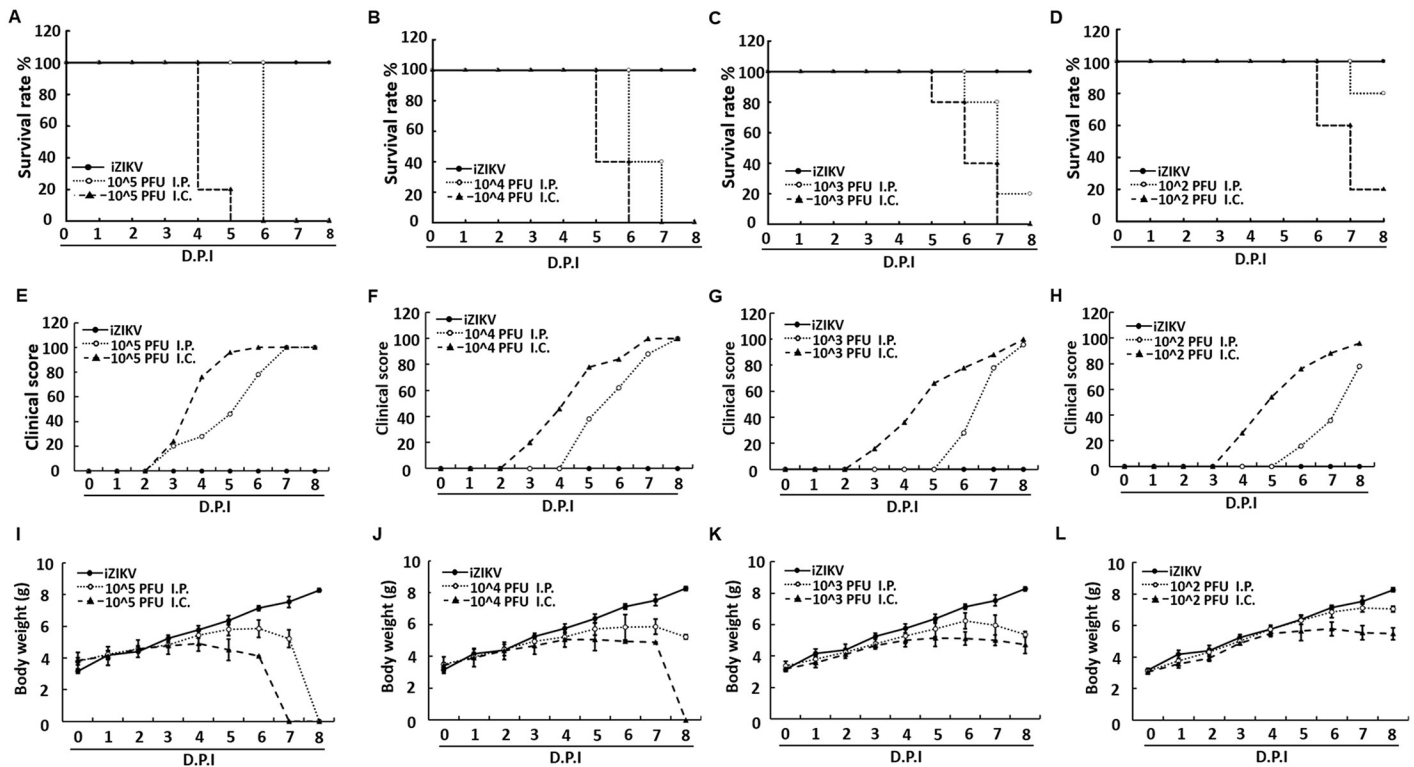 A
Survival rate %
120
100
80
60
40
20
0
iZIKV
10^5 PFU I.P.
10^5 PFU I.C.
0 1 2 3 4 5 6 7 8
D.P.I
B
Survival rate %
120
100
80
60
40
20
0
iZIKV
10^4 PFU I.P.
10^4 PFU I.C.
0 1 2 3 4 5 6 7 8
D.P.I
C
Survival rate %
120
100
80
60
40
20
0
iZIKV
10^3 PFU I.P.
10^3 PFU I.C.
0 1 2 3 4 5 6 7 8
D.P.I
D
Survival rate %
120
100
80
60
40
20
0
iZIKV
10^2 PFU I.P.
10^2 PFU I.C.
0 1 2 3 4 5 6 7 8
D.P.I
E
Clinical score
120
100
80
60
40
20
0
iZIKV
10^5 PFU I.P.
10^5 PFU I.C.
0 1 2 3 4 5 6 7 8
D.P.I
F
Clinical score
120
100
80
60
40
20
0
iZIKV
10^4 PFU I.P.
10^4 PFU I.C.
0 1 2 3 4 5 6 7 8
D.P.I
G
Clinical score
120
100
80
60
40
20
0
iZIKV
10^3 PFU I.P.
10^3 PFU I.C.
0 1 2 3 4 5 6 7 8
D.P.I
H
Clinical score
120
100
80
60
40
20
0
iZIKV
10^2 PFU I.P.
10^2 PFU I.C.
0 1 2 3 4 5 6 7 8
D.P.I
I
Body weight (g)
10
8
6
4
2
0
iZIKV
10^5 PFU I.P.
10^5 PFU I.C.
0 1 2 3 4 5 6 7 8
D.P.I
J
Body weight (g)
10
8
6
4
2
0
iZIKV
10^4 PFU I.P.
10^4 PFU I.C.
0 1 2 3 4 5 6 7 8
D.P.I
K
Body weight (g)
10
8
6
4
2
0
iZIKV
10^3 PFU I.P.
10^3 PFU I.C.
0 1 2 3 4 5 6 7 8
D.P.I
L
Body weight (g)
10
8
6
4
2
0
iZIKV
10^2 PFU I.P.
10^2 PFU I.C.
0 1 2 3 4 5 6 7 8
D.P.I